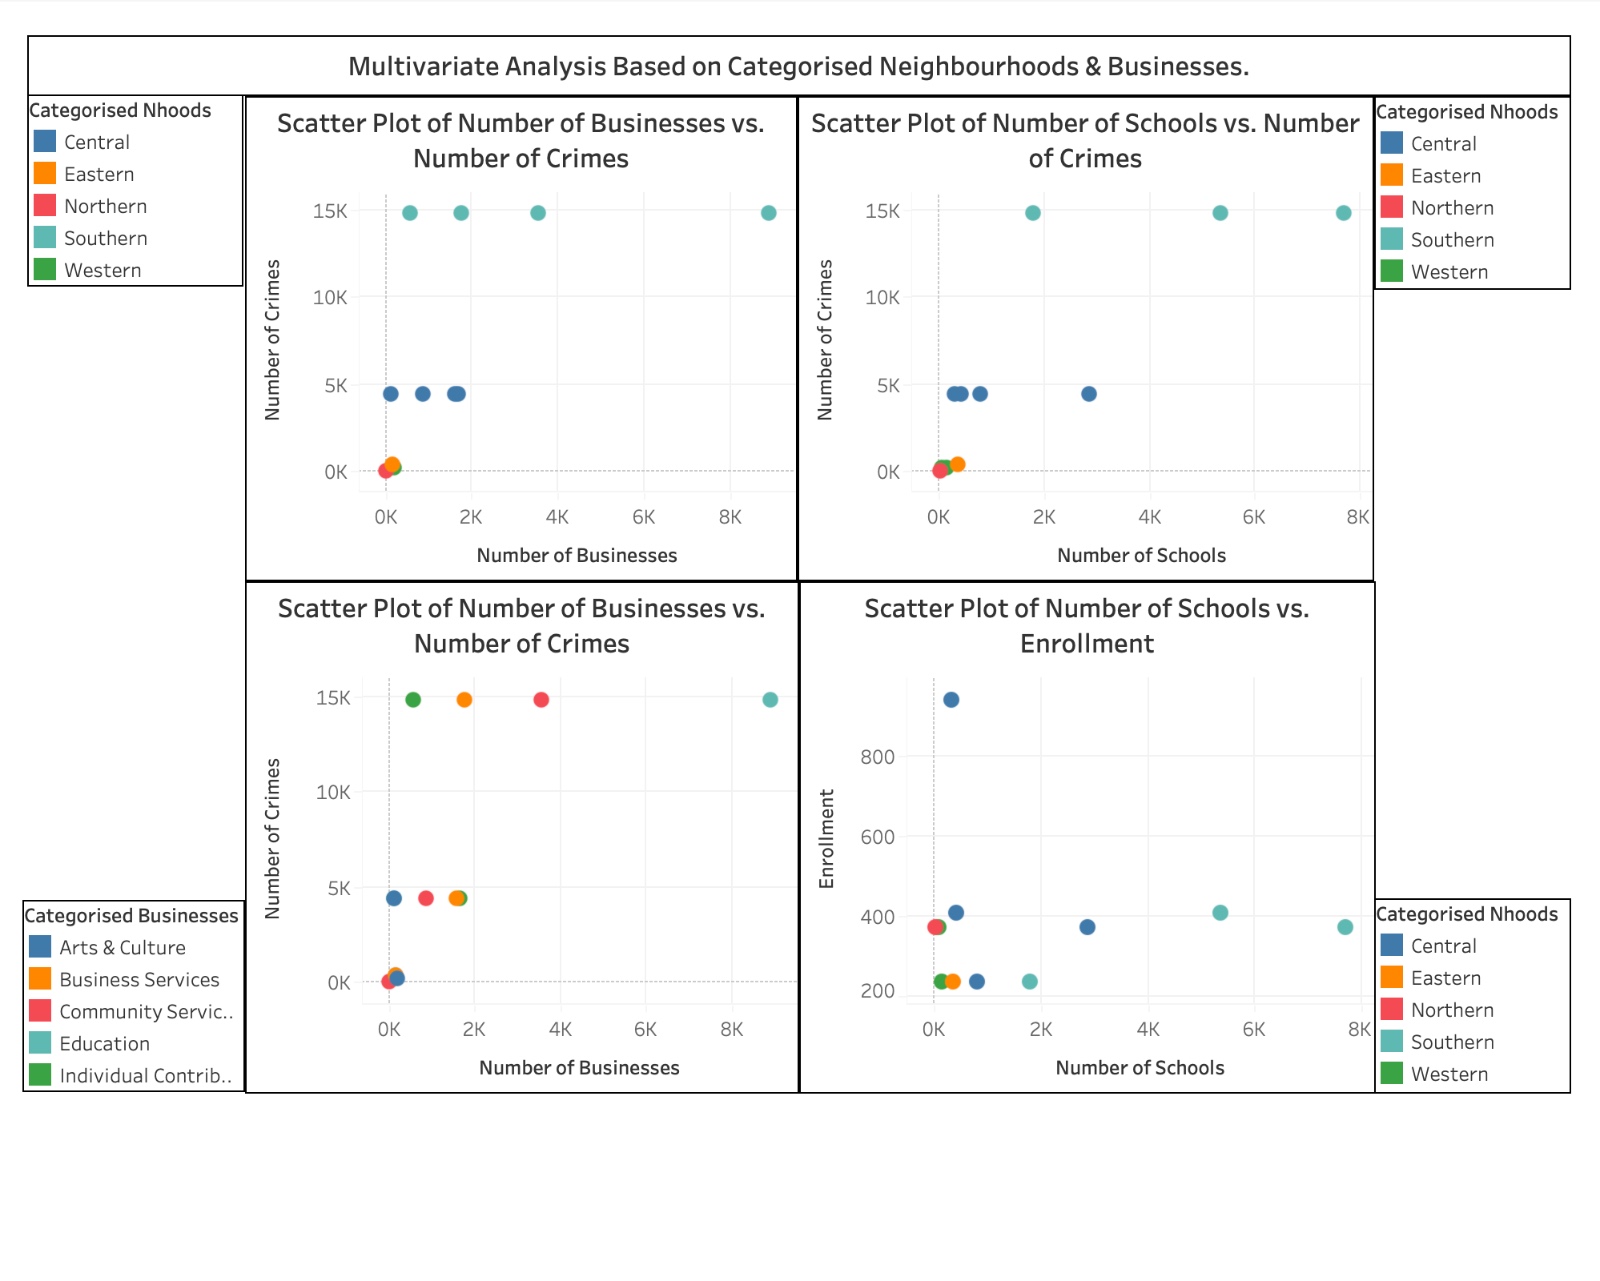 Multivariate Analysis Based on Categorised Neighbourhoods & Businesses.
Categorised Nhoods
Central
Eastern
Northern
Southern
Western
Scatter Plot of Number of Businesses vs.
Number of Crimes
Number of Crimes
15K
10K
5K
0K
0K 2K 4K 6K 8K
Number of Businesses
Scatter Plot of Number of Schools vs. Number
of Crimes
Number of Crimes
15K
10K
5K
0K
0K 2K 4K 6K 8K
Number of Schools
Categorised Nhoods
Central
Eastern
Northern
Southern
Western
Categorised Businesses
Arts & Culture
Business Services
Community Servic..
Education
Individual Contrib..
Scatter Plot of Number of Businesses vs.
Number of Crimes
Number of Crimes
15K
10K
5K
0K
0K 2K 4K 6K 8K
Number of Businesses
Scatter Plot of Number of Schools vs.
Enrollment
Enrollment
800
600
400
200
0K 2K 4K 6K 8K
Number of Schools
Categorised Nhoods
Central
Eastern
Northern
Southern
Western